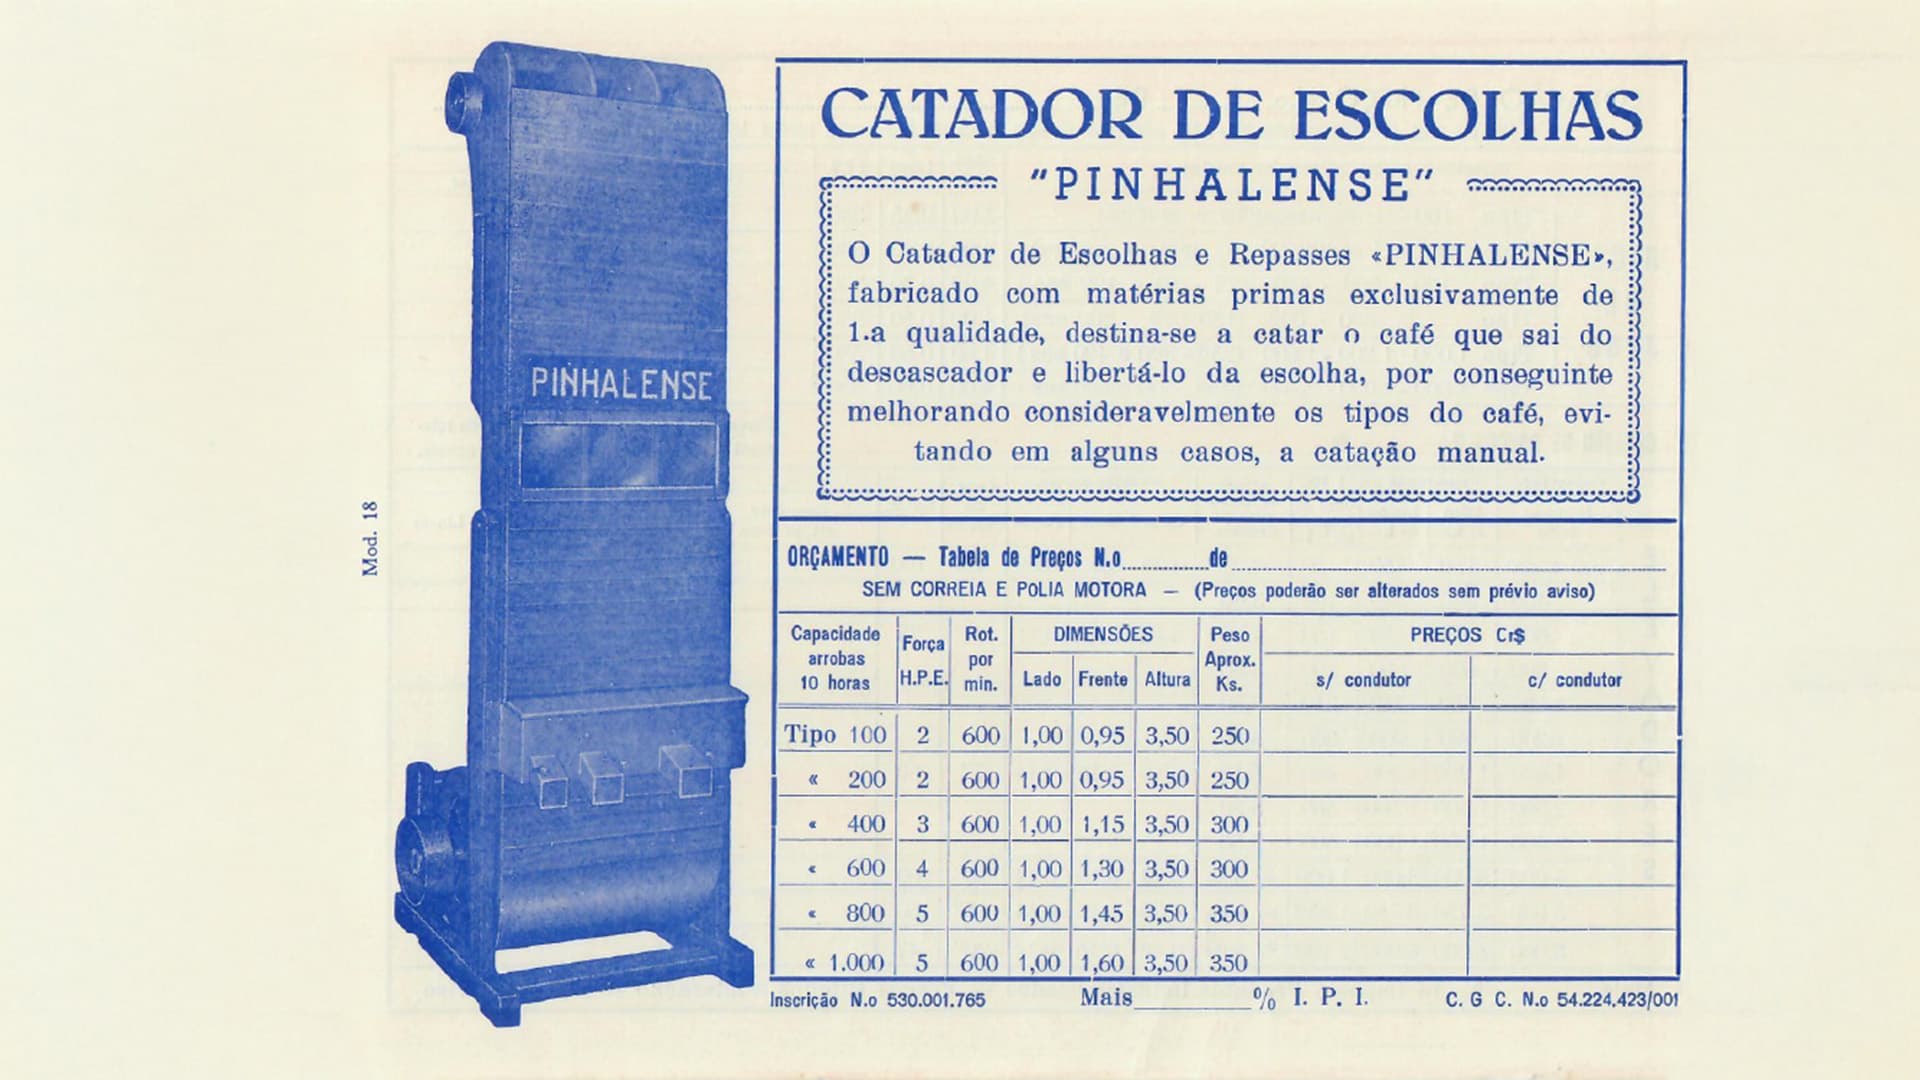 PINHALENSE
Mod. 18
CATADOR DE ESCOLHAS
"PINHALENSE"
O Catador de Escolhas e Repasses «PINHALENSE»,
fabricado com matérias primas exclusivamente de
1.a qualidade, destina-se a catar o café que sai do
descascador e libertá-lo da escolha, por conseguinte
melhorando consideravelmente os tipos do café, evi-
tando em alguns casos, a catação manual.
ORÇAMENTO — Tabela de Preços N.o..............de..............
SEM CORREIA E POLIA MOTORA — (Preços poderão ser alterados sem prévio aviso)
Capacidade arrobas 10 horas | Força H.P.E. | Rot. por min. | DIMENSÕES | Peso Aprox. Ks. | PREÇOS Cr$
Lado | Frente | Altura | s/ condutor | c/ condutor
Tipo 100 | 2 | 600 | 1,00 | 0,95 | 3,50 | 250
« 200 | 2 | 600 | 1,00 | 0,95 | 3,50 | 250
« 400 | 3 | 600 | 1,00 | 1,15 | 3,50 | 300
« 600 | 4 | 600 | 1,00 | 1,30 | 3,50 | 300
« 800 | 5 | 600 | 1,00 | 1,45 | 3,50 | 350
« 1.000 | 5 | 600 | 1,00 | 1,60 | 3,50 | 350
Inscrição N.o 530.001.765 Mais__________% I. P. I. C. G C. N.o 54.224.423/001